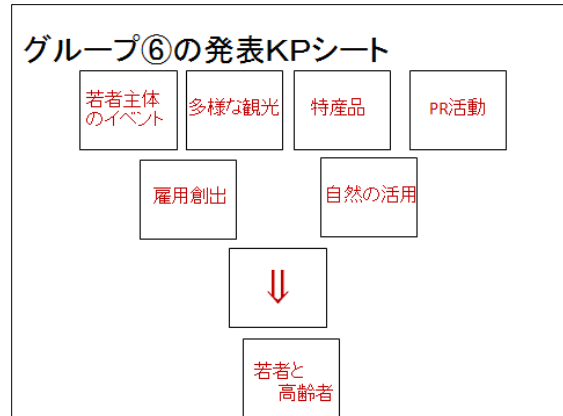 グループ⑥の発表KPシート
若者主体
のイベント
多様な観光
特産品
PR活動
雇用創出
自然の活用
⇓
若者と
高齢者